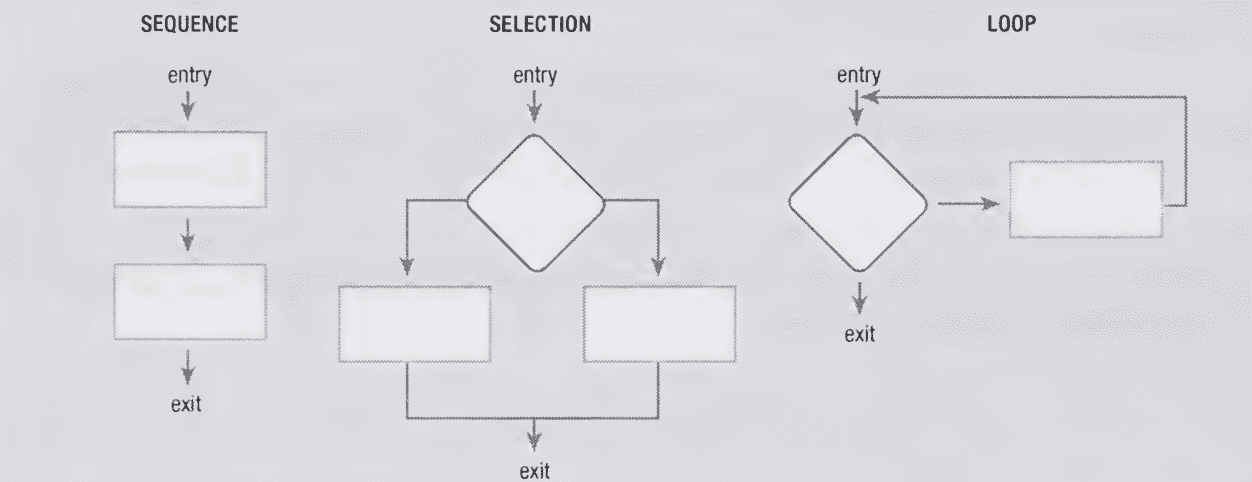 SEQUENCE
entry
exit
SELECTION
entry
exit
LOOP
entry
exit